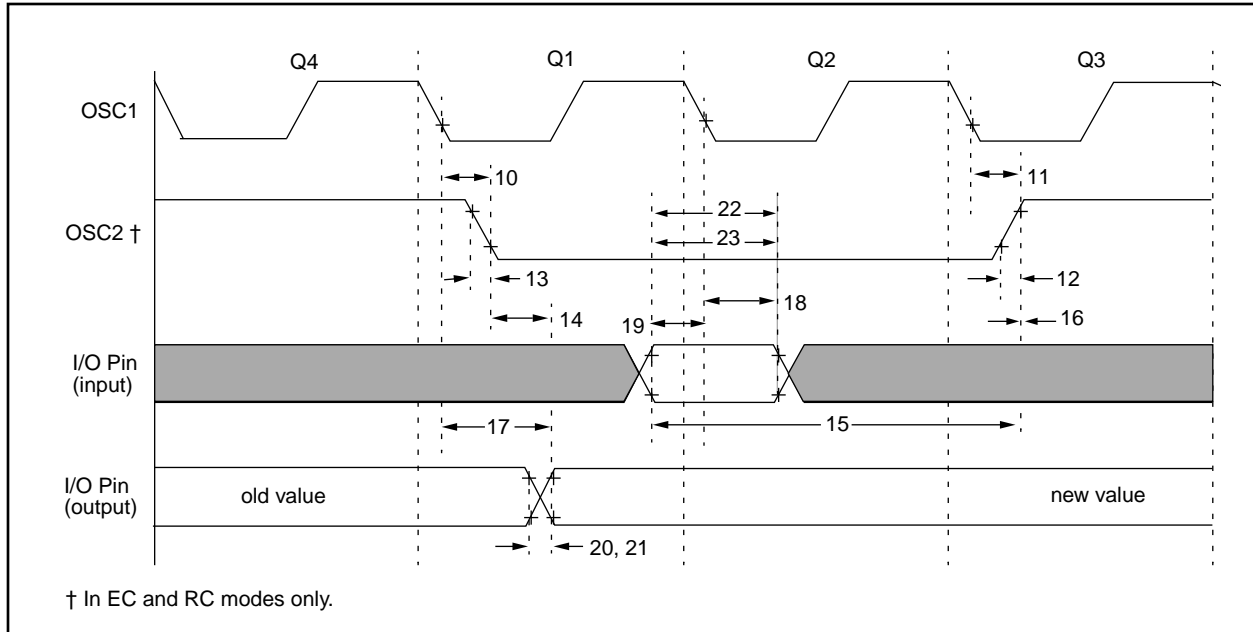 Q4 Q1 Q2 Q3
OSC1
10
11
22
OSC2 †
23
13
12
18
14
19
16
I/O Pin
(input)
17
15
I/O Pin
(output)
old value
new value
20, 21
† In EC and RC modes only.